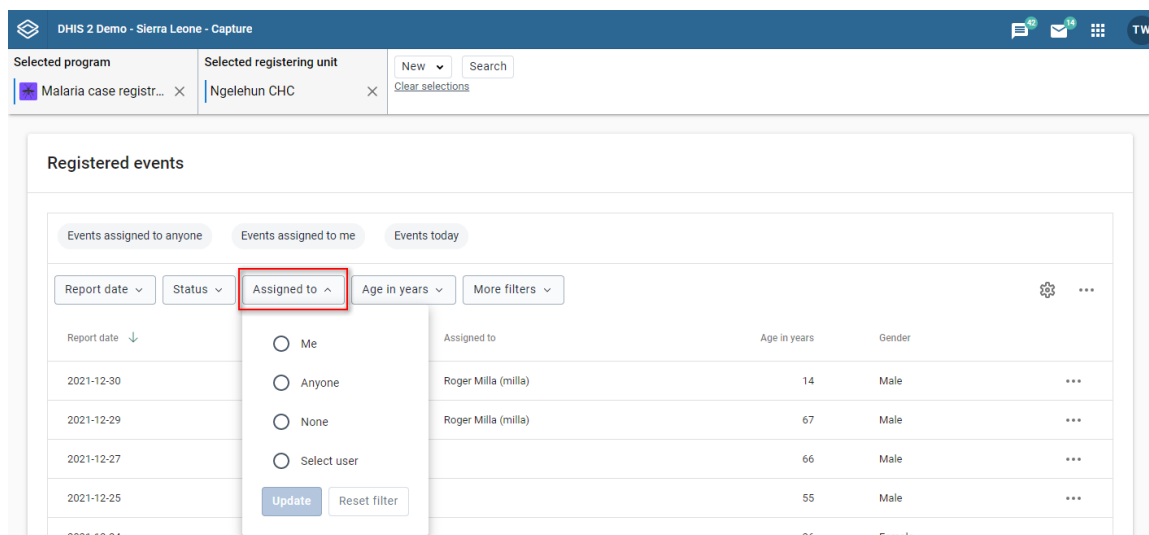 DHIS 2 Demo - Sierra Leone - Capture
42
14
TW
Selected program
Selected registering unit
New
Search
Malaria case registr...
Ngelehun CHC
Clear selections
Registered events
Events assigned to anyone
Events assigned to me
Events today
Report date
Status
Assigned to
Age in years
More filters
Report date
Assigned to
Age in years
Gender
Me
2021-12-30
Anyone
Roger Milla (milla)
14
Male
2021-12-29
None
Roger Milla (milla)
67
Male
2021-12-27
Select user
66
Male
2021-12-25
Update
Reset filter
55
Male